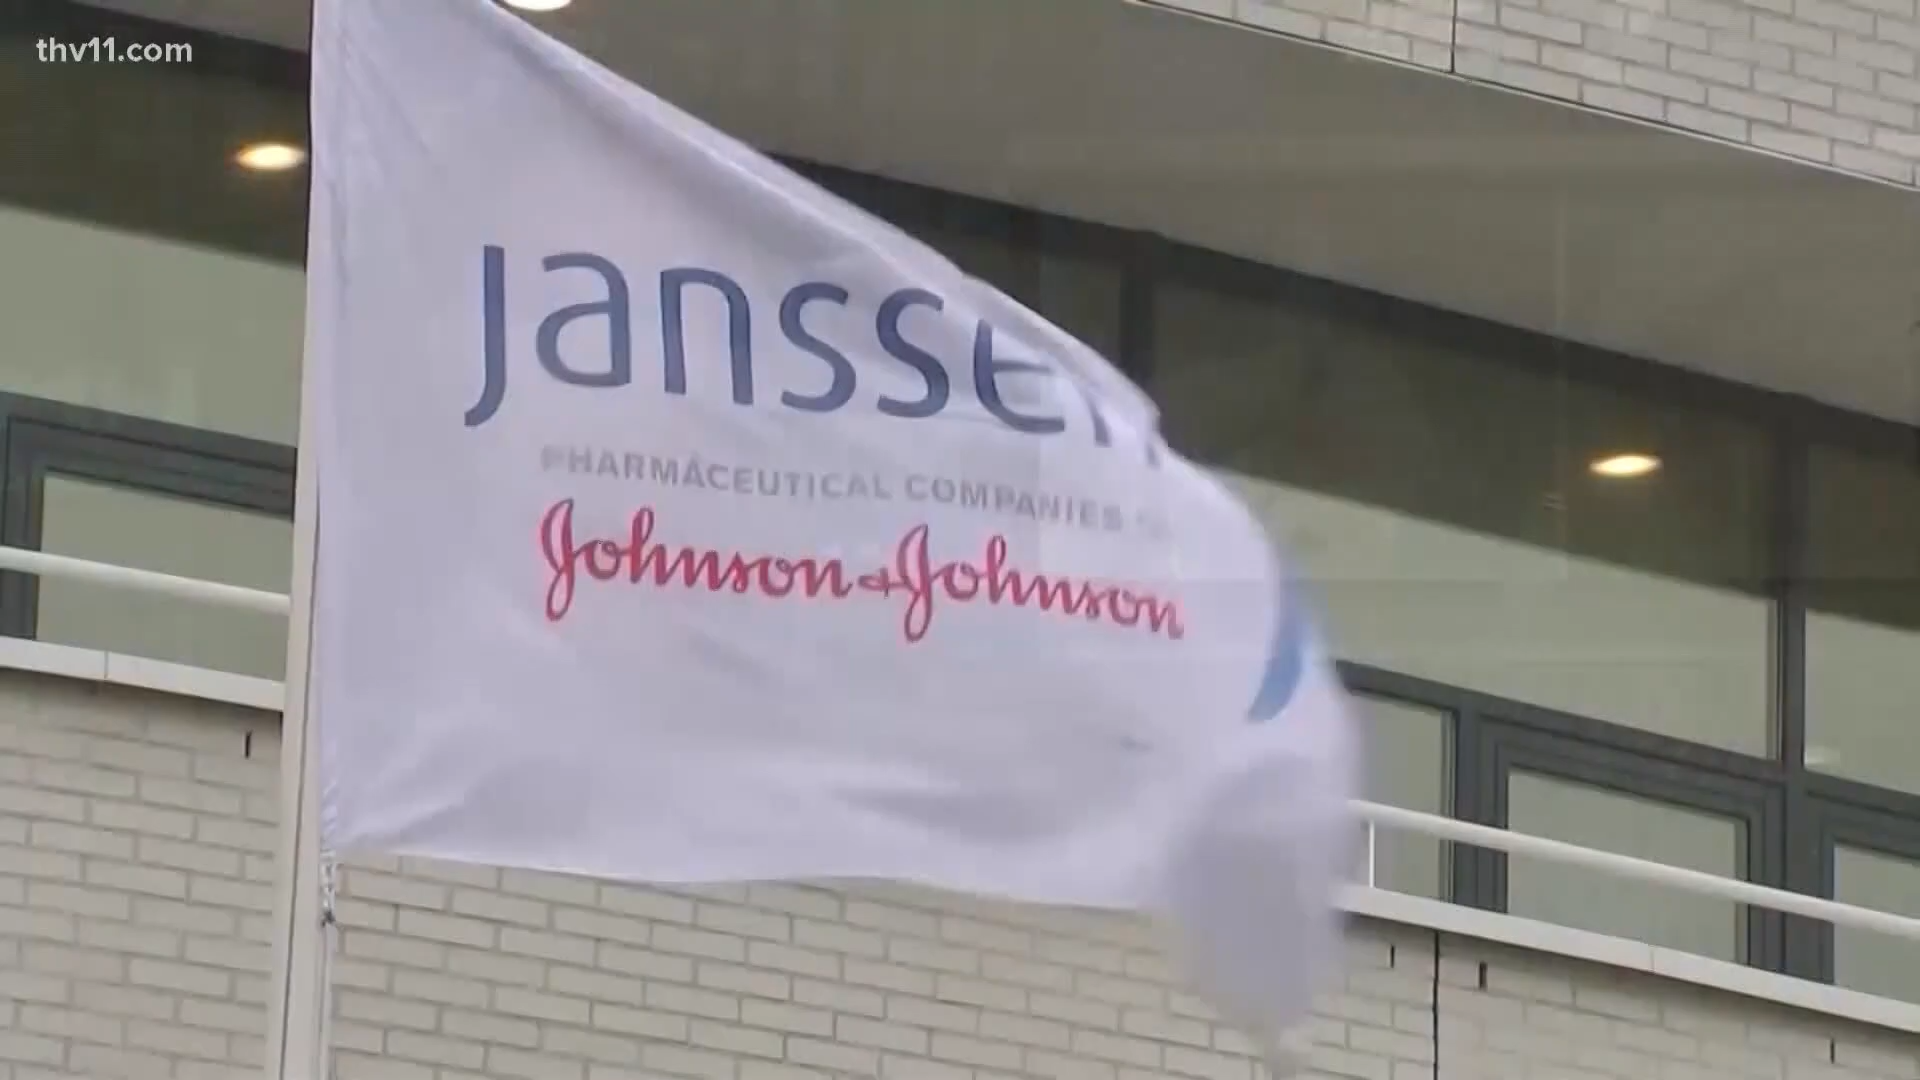 thv11.com
Janssen
PHARMACEUTICAL COMPANIES
Johnson & Johnson